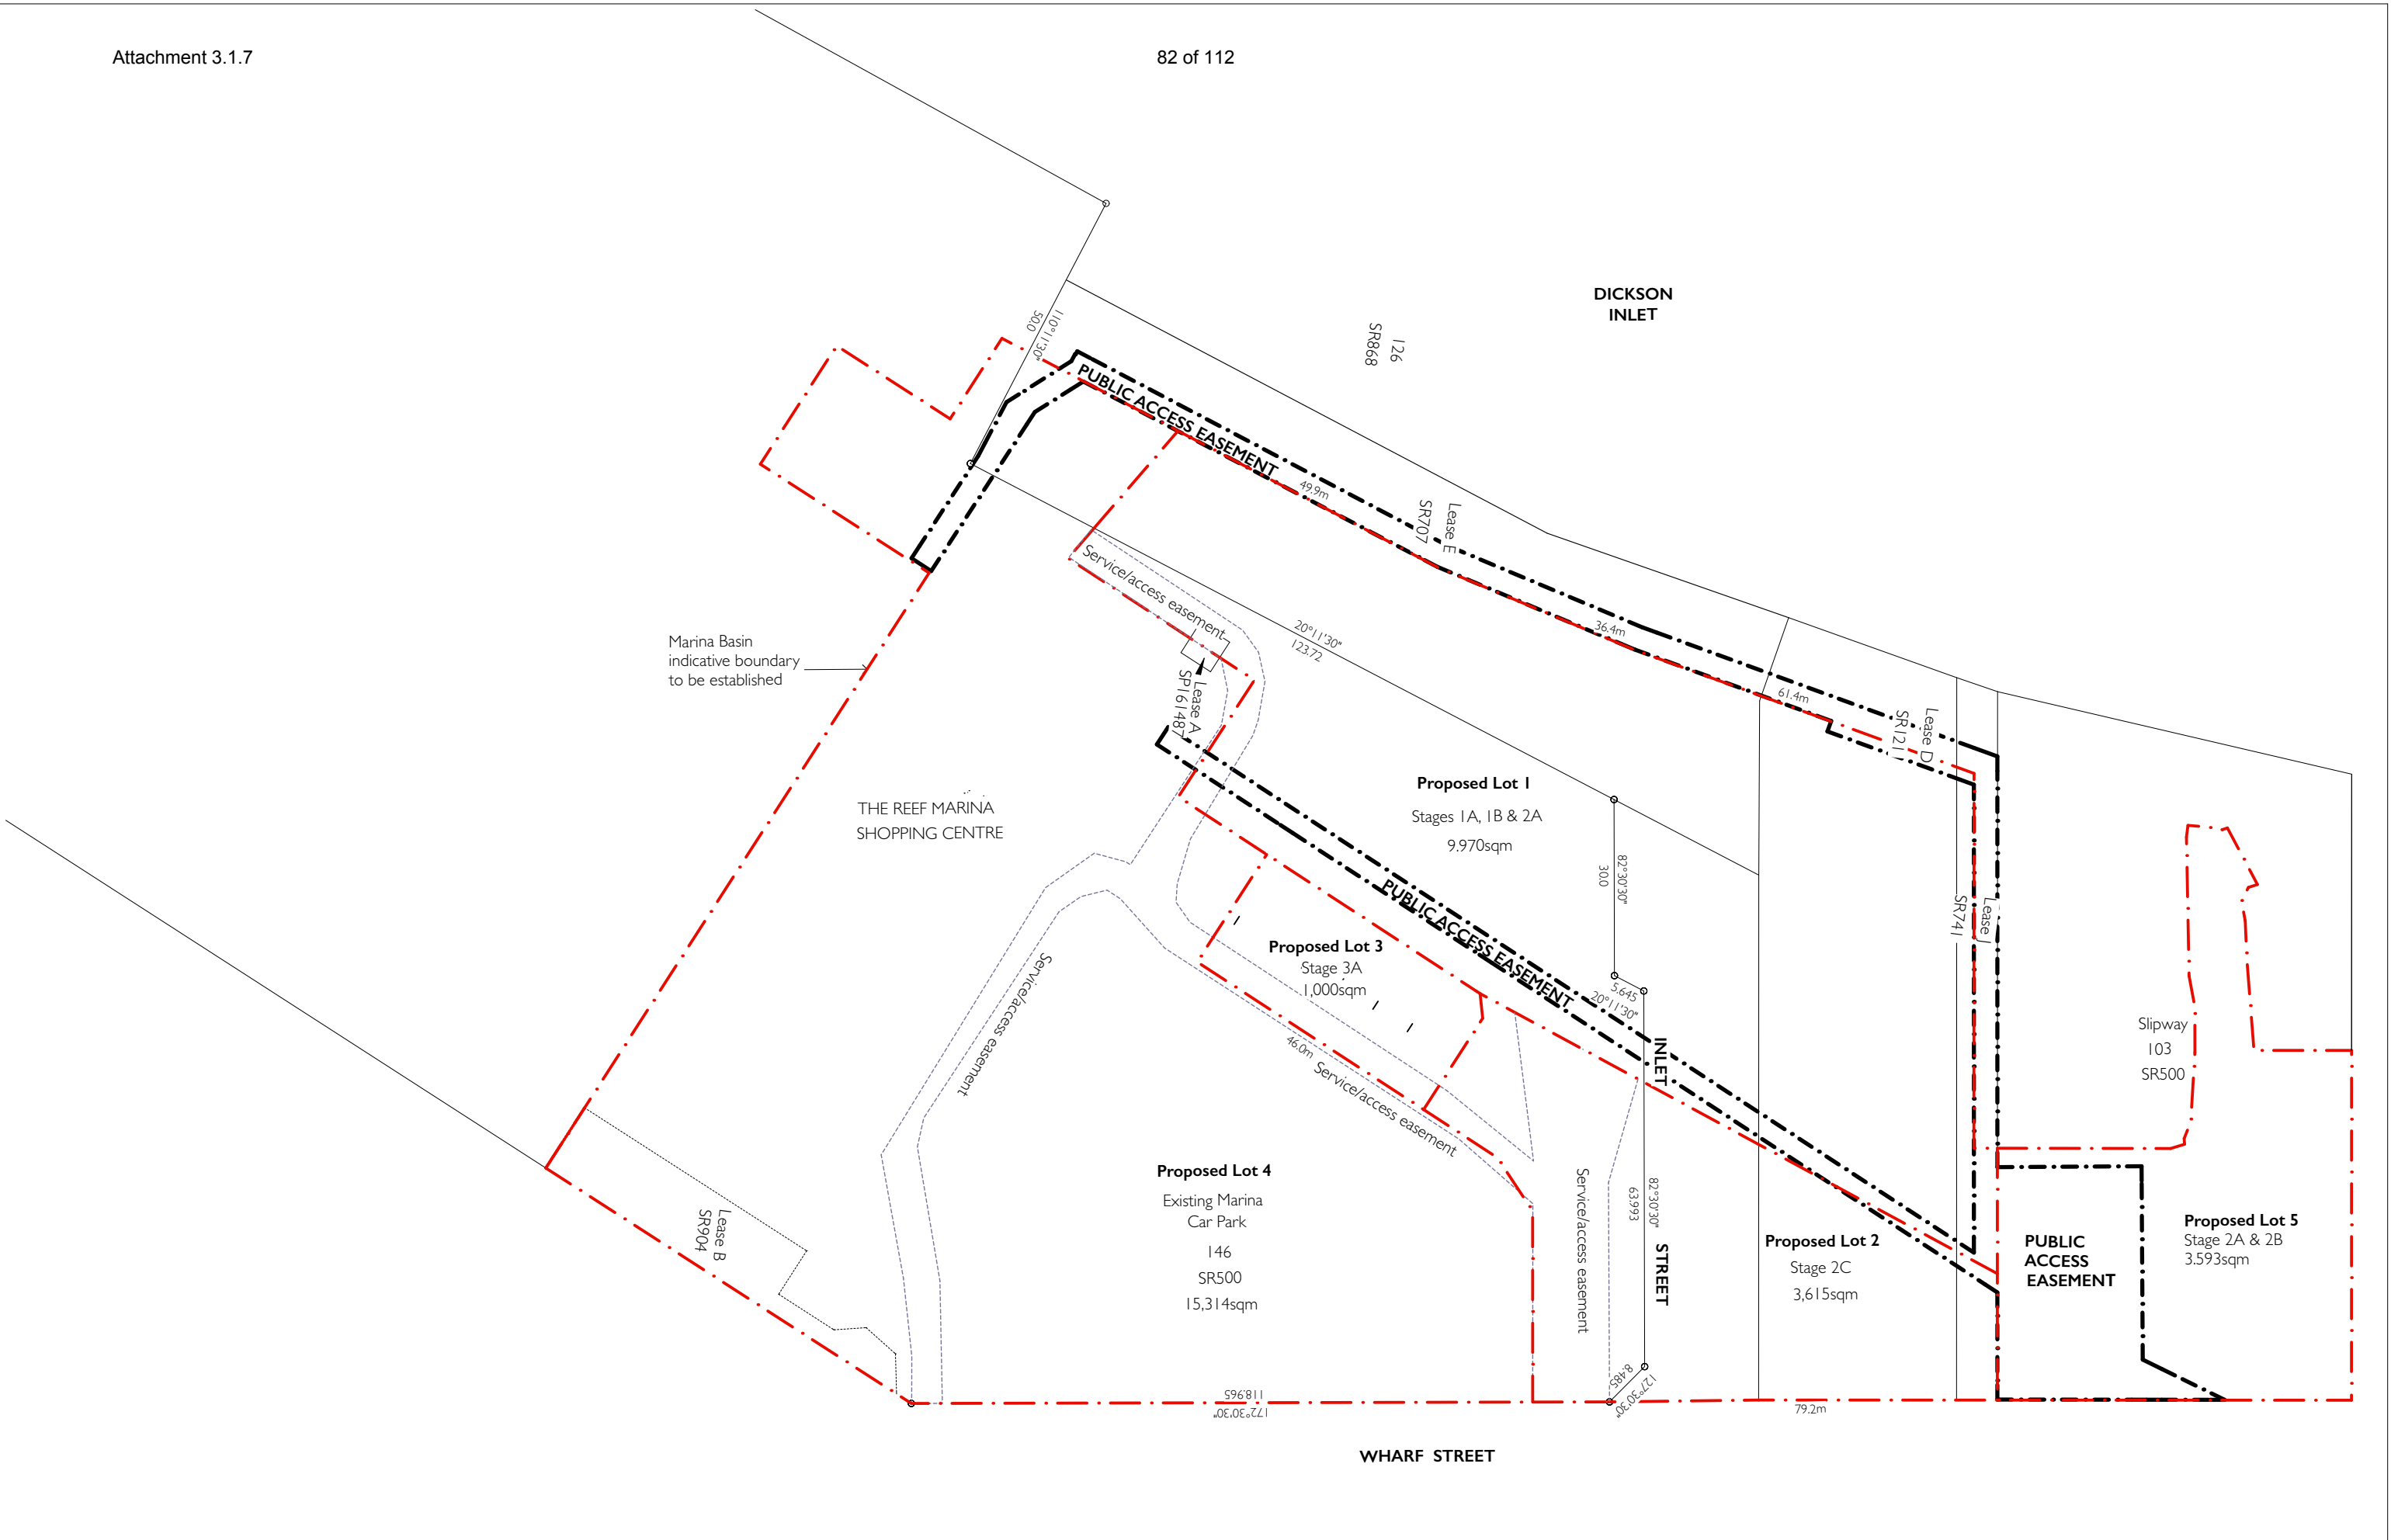 Attachment 3.1.7
82 of 112
DICKSON
INLET
126
SR868
110°11'30"
50.0
PUBLIC ACCESS EASEMENT
49.9m
Lease E
SR707
36.4m
61.4m
Lease D
SR1211
Service/access easement
20°11'30"
123.72
Marina Basin
indicative boundary
to be established
Lease A
SP161487
THE REEF MARINA
SHOPPING CENTRE
Proposed Lot 1
Stages 1A, 1B & 2A
9.970sqm
82°30'30"
30.0
PUBLIC ACCESS EASEMENT
Lease J
SR741
Proposed Lot 3
Stage 3A
1,000sqm
5.645
20°11'30"
Slipway
103
SR500
INLET
STREET
46.0m
Service/access easement
Service/access easement
Proposed Lot 4
Existing Marina
Car Park
146
SR500
15,314sqm
Service/access easement
82°30'30"
63.993
Lease B
SR904
Proposed Lot 2
Stage 2C
3,615sqm
PUBLIC
ACCESS
EASEMENT
Proposed Lot 5
Stage 2A & 2B
3.593sqm
8.485
127°30'30"
118.965
172°30'30"
79.2m
WHARF STREET